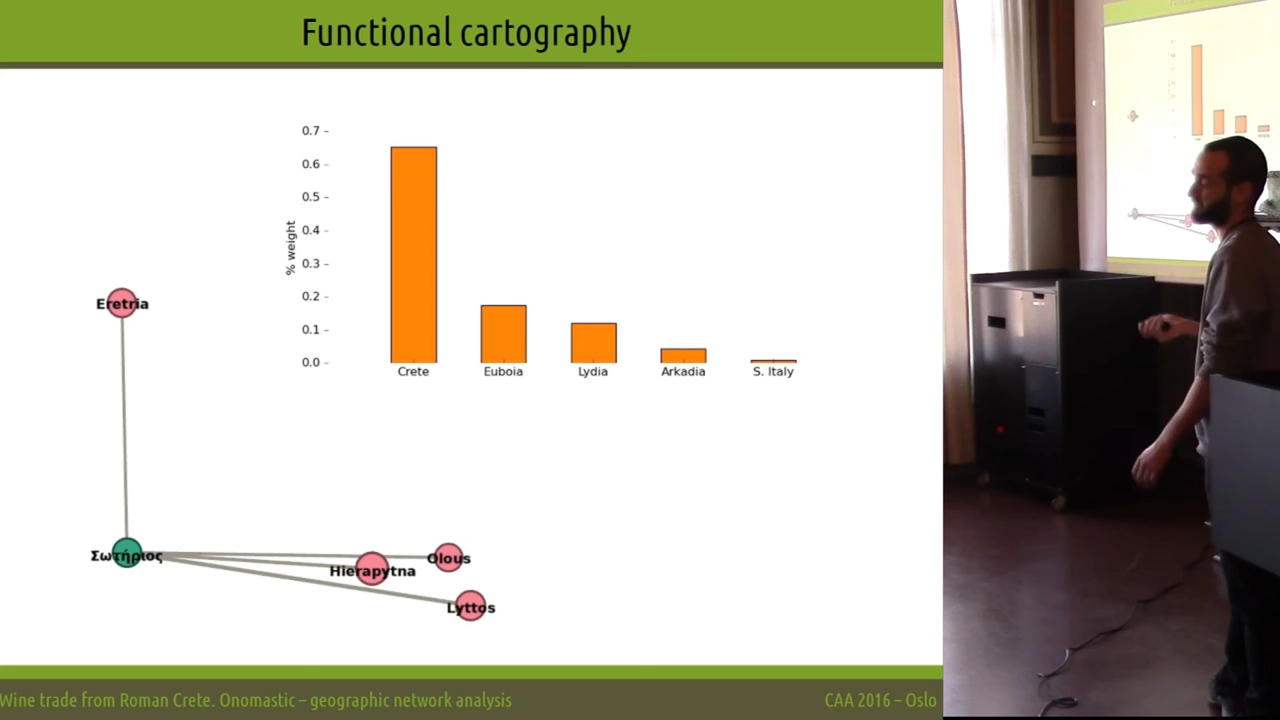 Functional cartography
0.7
0.6
0.5
0.4
0.3
0.2
0.1
0.0
% weight
Crete Euboia Lydia Arkadia S. Italy
Eretria
Σωτήριος
Olous
Hierapytna
Lyttos
Wine trade from Roman Crete. Onomastic – geographic network analysis
CAA 2016 – Oslo